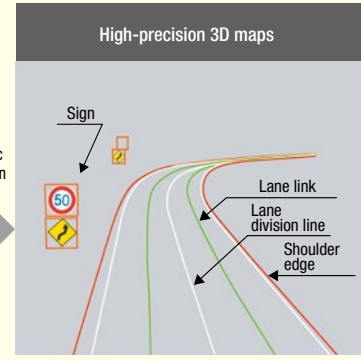 High-precision 3D maps
Sign
c
n
50
Lane link
Lane
division line
Shoulder
edge